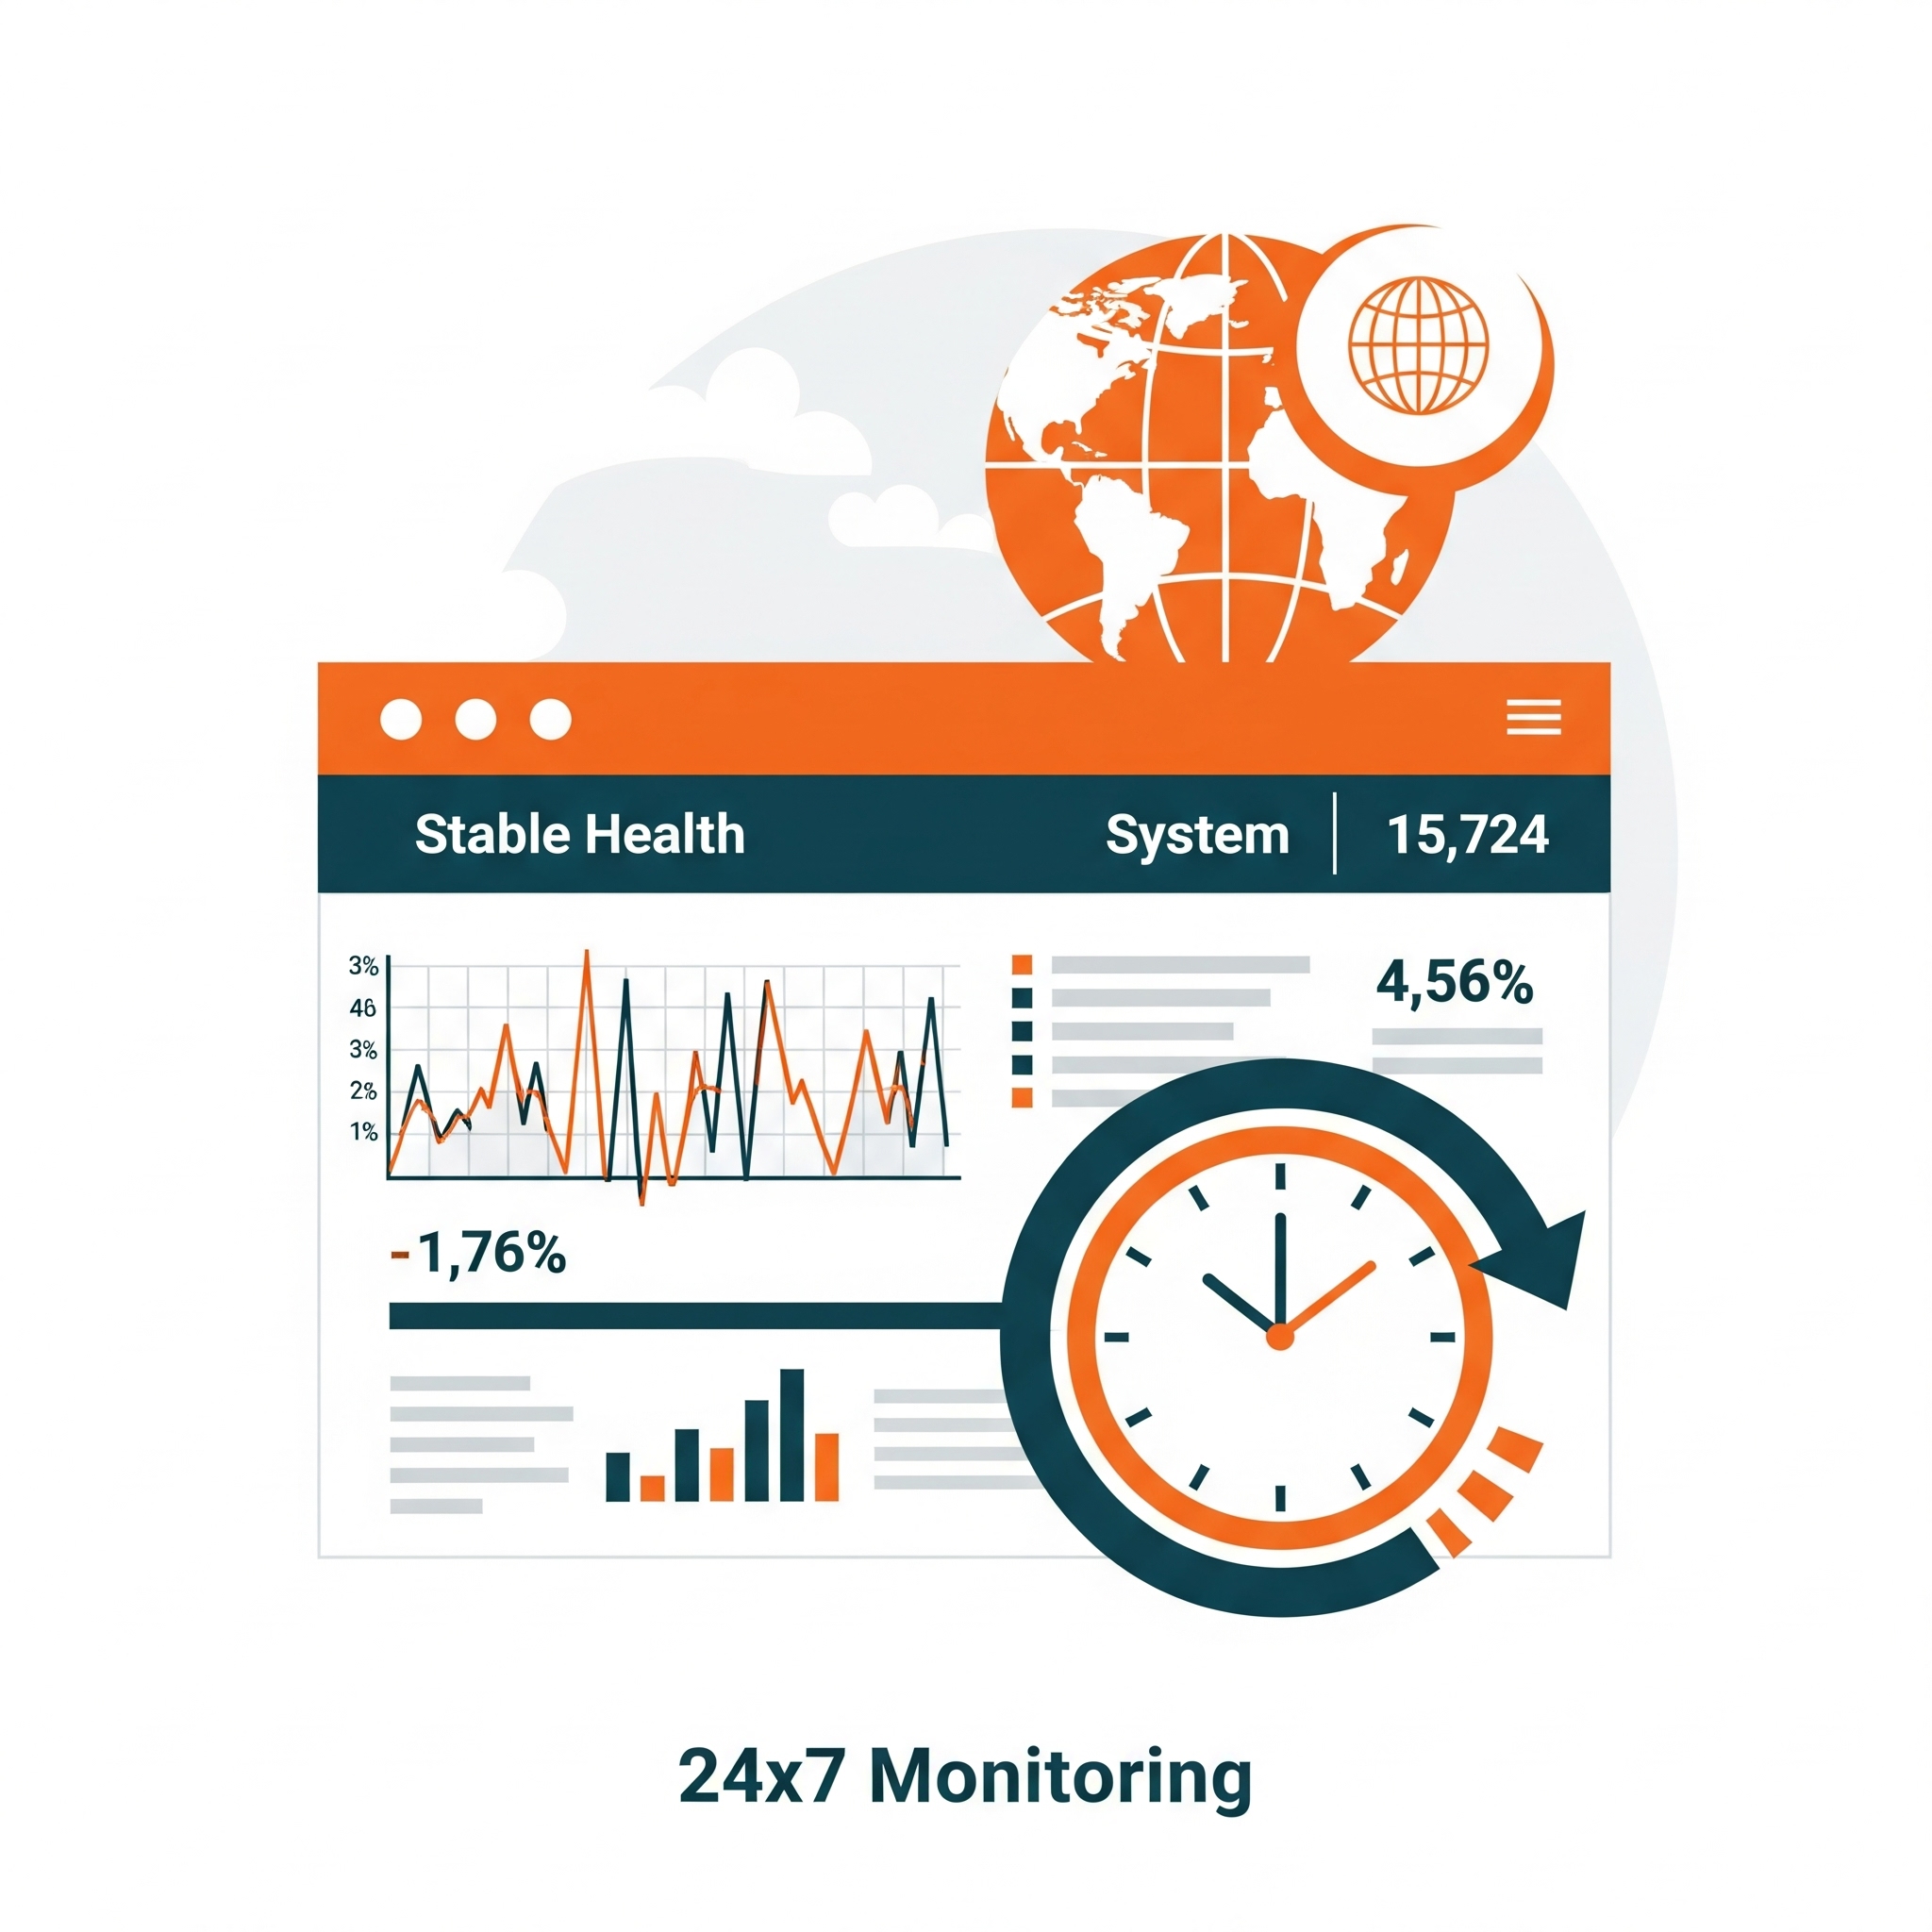 Stable Health
System
15,724
3%
46
3%
2%
1%
4,56%
-1,76%
24x7 Monitoring